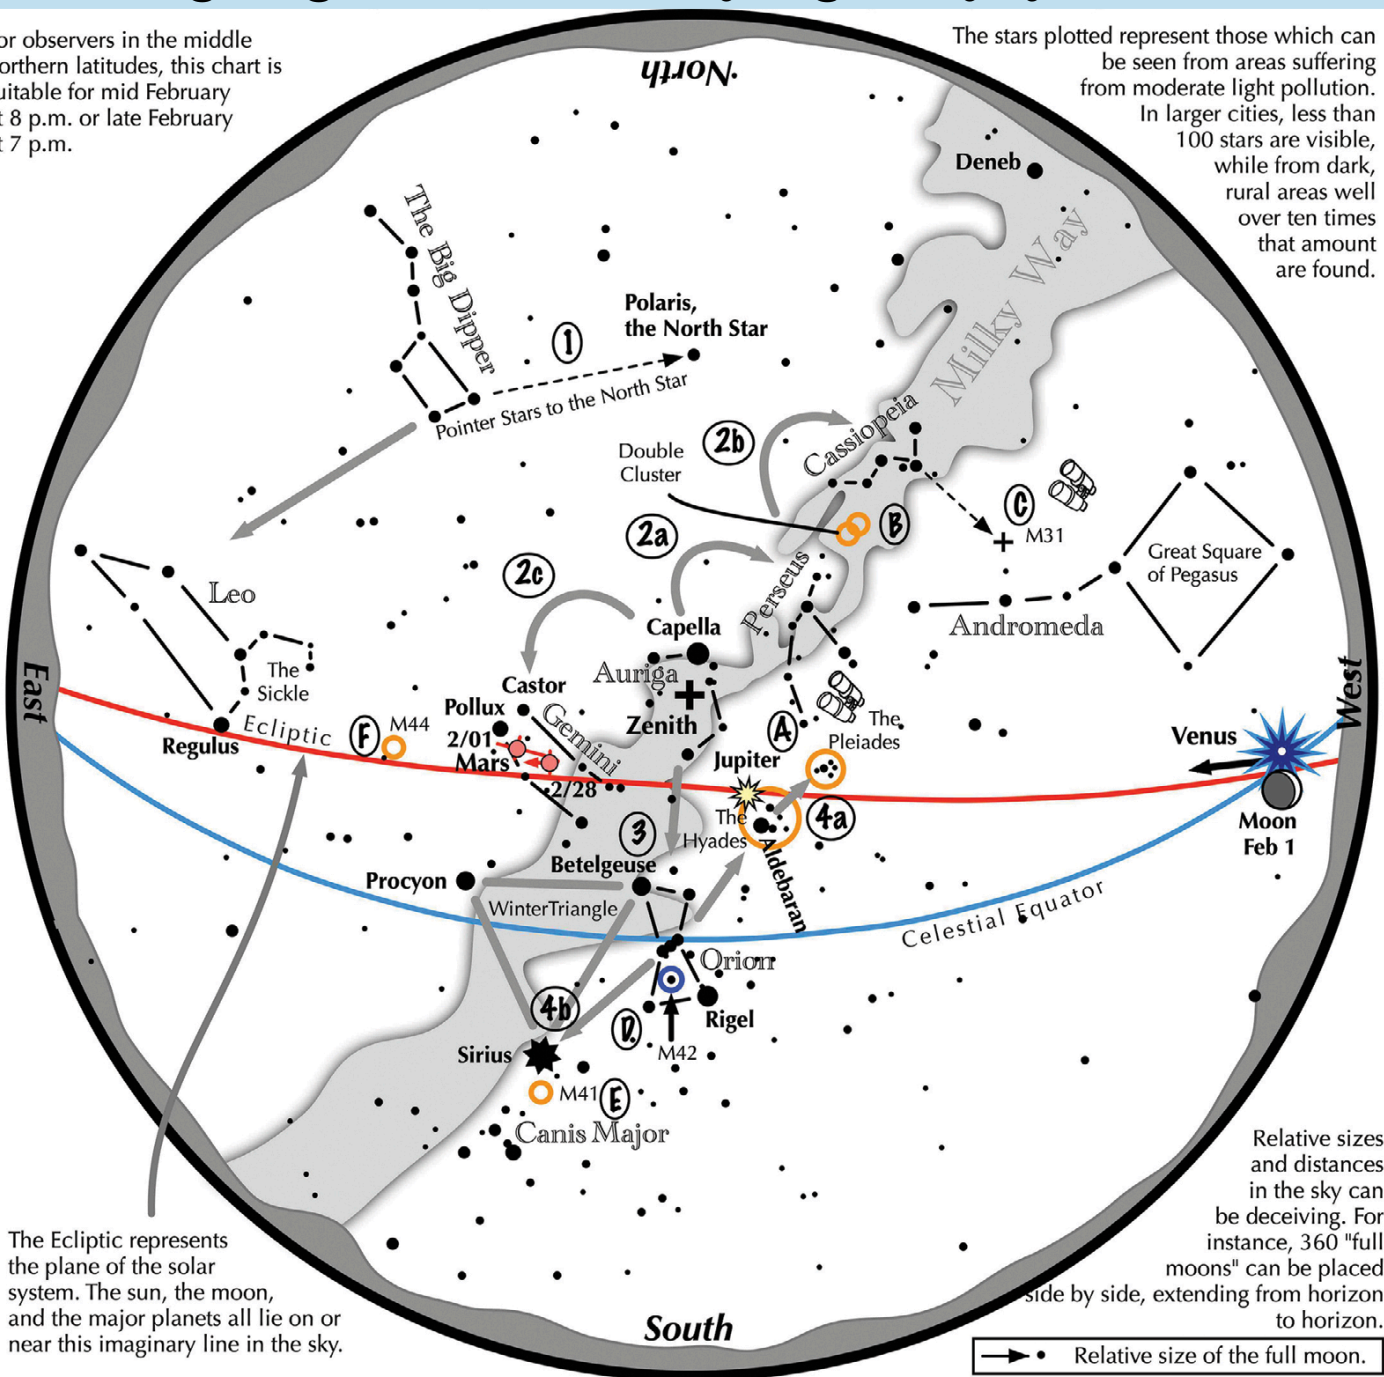 or observers in the middle
orthern latitudes, this chart is
uitable for mid February
t 8 p.m. or late February
t 7 p.m.
North
The stars plotted represent those which can
be seen from areas suffering
from moderate light pollution.
In larger cities, less than
100 stars are visible,
while from dark,
rural areas well
over ten times
that amount
are found.
Deneb
The Big Dipper
Milky Way
Polaris,
the North Star
1
Pointer Stars to the North Star
Cassiopeia
2b
Double
Cluster
C
M31
B
2a
Great Square
of Pegasus
2c
Leo
Perseus
Capella
Andromeda
The
Sickle
Auriga
East
West
Castor
Pollux
Gemini
Zenith
A
The
Pleiades
Regulus
Ecliptic
F
M44
2/01
Mars
2/28
Jupiter
Venus
The
Hyades
4a
3
Aldebaran
Moon
Feb 1
Betelgeuse
Procyon
WinterTriangle
Celestial Equator
Orion
4b
D
Rigel
Sirius
M42
M41
E
Canis Major
The Ecliptic represents
the plane of the solar
system. The sun, the moon,
and the major planets all lie on or
near this imaginary line in the sky.
Relative sizes
and distances
in the sky can
be deceiving. For
instance, 360 "full
moons" can be placed
side by side, extending from horizon
to horizon.
South
Relative size of the full moon.